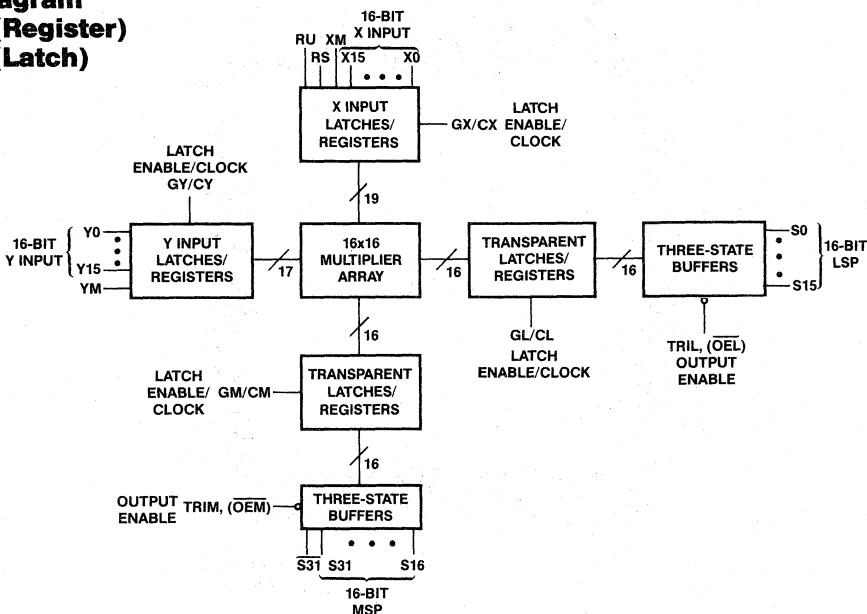 agram
(Register)
(Latch)
16-BIT
X INPUT
RU XM
RS X15 X0
X INPUT
LATCHES/
REGISTERS
GX/CX
LATCH
ENABLE/
CLOCK
19
LATCH
ENABLE/CLOCK
GY/CY
16-BIT
Y INPUT
Y0
Y15
YM
Y INPUT
LATCHES/
REGISTERS
17
16x16
MULTIPLIER
ARRAY
16
TRANSPARENT
LATCHES/
REGISTERS
16
THREE-STATE
BUFFERS
S0
S15
16-BIT
LSP
GL/CL
LATCH
ENABLE/CLOCK
TRIL, (O̅E̅L̅)
OUTPUT
ENABLE
16
LATCH
ENABLE/
CLOCK
GM/CM
TRANSPARENT
LATCHES/
REGISTERS
16
OUTPUT
ENABLE
TRIM, (O̅E̅M̅)
THREE-STATE
BUFFERS
S̅3̅1̅ S31 S16
16-BIT
MSP